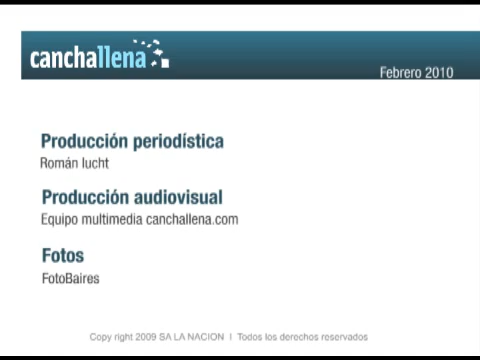 canchallena
Febrero 2010
Producción periodística
Román Iucht
Producción audiovisual
Equipo multimedia canchallena.com
Fotos
FotoBaires
Copy right 2009 SA LA NACION | Todos los derechos reservados